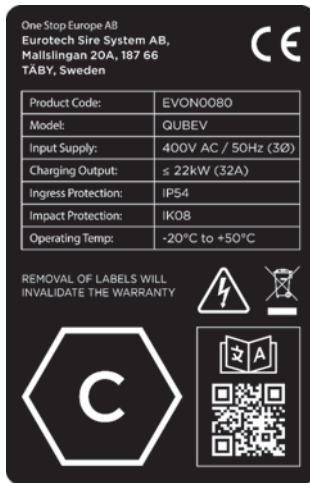 One Stop Europe AB
Eurotech Sire System AB,
Mallslingan 20A, 187 66
TÄBY, Sweden
CE
Product Code: EVON0080
Model: QUBEV
Input Supply: 400V AC / 50Hz (3Ø)
Charging Output: ≤ 22kW (32A)
Ingress Protection: IP54
Impact Protection: IK08
Operating Temp: -20°C to +50°C
REMOVAL OF LABELS WILL
INVALIDATE THE WARRANTY
C
文 A